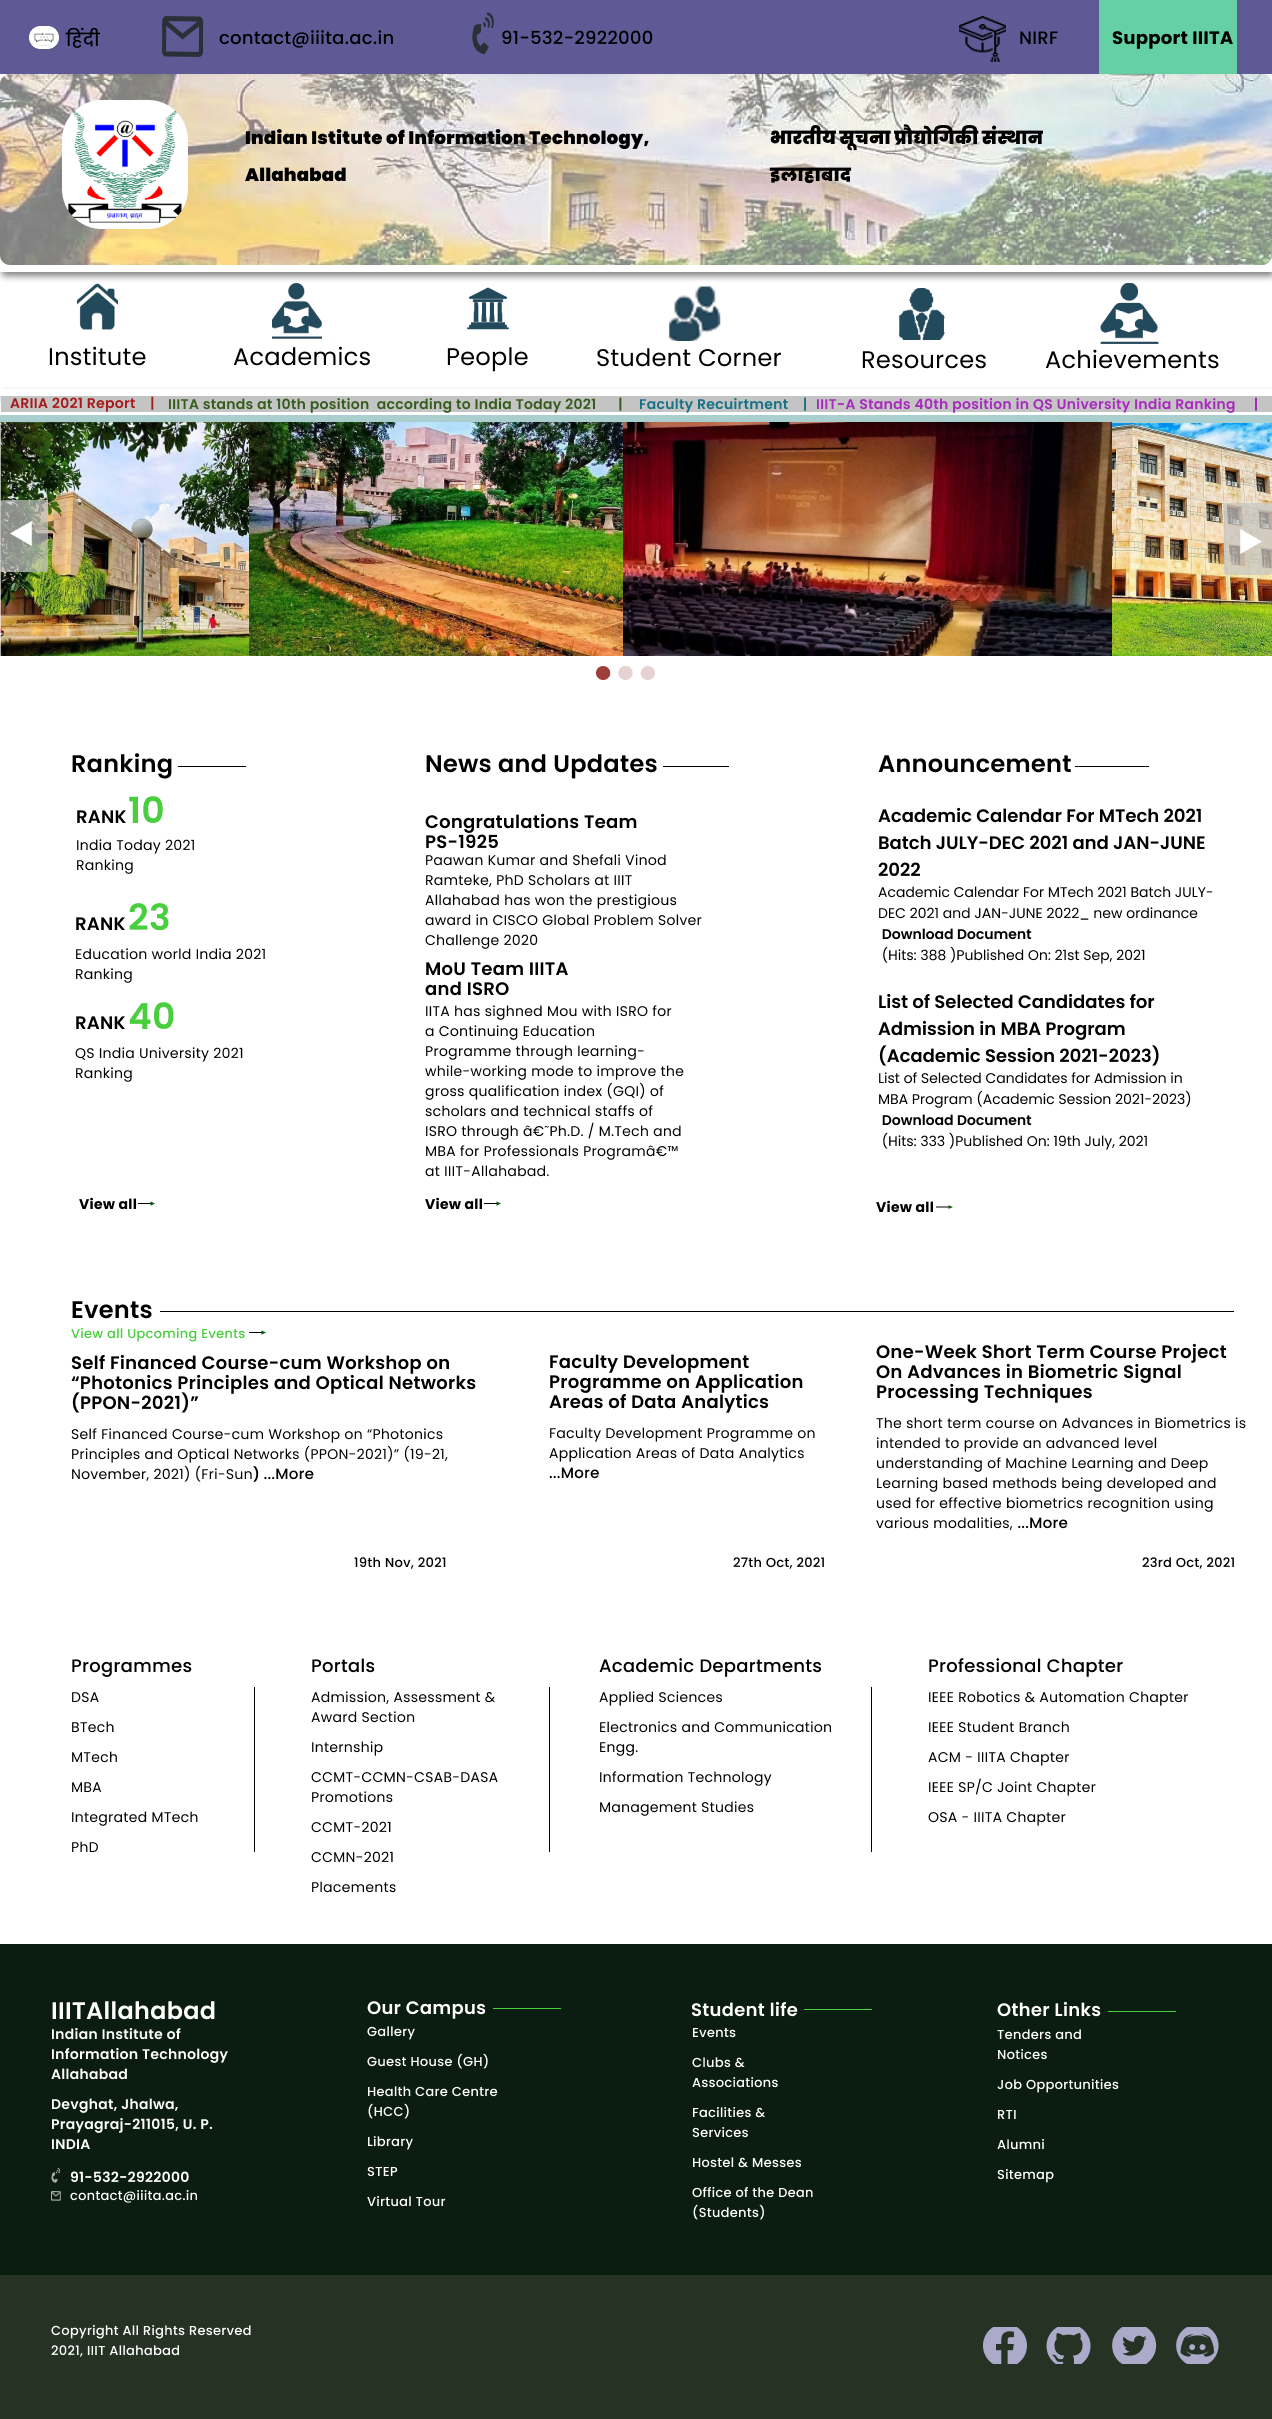 हिंदी
contact@iiita.ac.in
91-532-2922000
NIRF
Support IIITA
Indian Istitute of Information Technology,
Allahabad
भारतीय सूचना प्रौद्योगिकी संस्थान
इलाहाबाद
Institute
Academics
People
Student Corner
Resources
Achievements
ARIIA 2021 Report | IIITA stands at 10th position according to India Today 2021 | Faculty Recuirtment | IIIT-A Stands 40th position in QS University India Ranking |
FOUNDATION DAY
Ranking
RANK 10
India Today 2021
Ranking
RANK 23
Education world India 2021
Ranking
RANK 40
QS India University 2021
Ranking
View all
News and Updates
Congratulations Team
PS-1925
Paawan Kumar and Shefali Vinod
Ramteke, PhD Scholars at IIIT
Allahabad has won the prestigious
award in CISCO Global Problem Solver
Challenge 2020
MoU Team IIITA
and ISRO
IITA has sighned Mou with ISRO for
a Continuing Education
Programme through learning-
while-working mode to improve the
gross qualification index (GQI) of
scholars and technical staffs of
ISRO through â€˜Ph.D. / M.Tech and
MBA for Professionals Programâ€™
at IIIT-Allahabad.
View all
Announcement
Academic Calendar For MTech 2021
Batch JULY-DEC 2021 and JAN-JUNE
2022
Academic Calendar For MTech 2021 Batch JULY-
DEC 2021 and JAN-JUNE 2022_ new ordinance
Download Document
(Hits: 388 )Published On: 21st Sep, 2021
List of Selected Candidates for
Admission in MBA Program
(Academic Session 2021-2023)
List of Selected Candidates for Admission in
MBA Program (Academic Session 2021-2023)
Download Document
(Hits: 333 )Published On: 19th July, 2021
View all
Events
View all Upcoming Events
Self Financed Course-cum Workshop on
“Photonics Principles and Optical Networks
(PPON-2021)”
Self Financed Course-cum Workshop on “Photonics
Principles and Optical Networks (PPON-2021)” (19-21,
November, 2021) (Fri-Sun) ...More
19th Nov, 2021
Faculty Development
Programme on Application
Areas of Data Analytics
Faculty Development Programme on
Application Areas of Data Analytics
...More
27th Oct, 2021
One-Week Short Term Course Project
On Advances in Biometric Signal
Processing Techniques
The short term course on Advances in Biometrics is
intended to provide an advanced level
understanding of Machine Learning and Deep
Learning based methods being developed and
used for effective biometrics recognition using
various modalities, ...More
23rd Oct, 2021
Programmes
DSA
BTech
MTech
MBA
Integrated MTech
PhD
Portals
Admission, Assessment &
Award Section
Internship
CCMT-CCMN-CSAB-DASA
Promotions
CCMT-2021
CCMN-2021
Placements
Academic Departments
Applied Sciences
Electronics and Communication
Engg.
Information Technology
Management Studies
Professional Chapter
IEEE Robotics & Automation Chapter
IEEE Student Branch
ACM - IIITA Chapter
IEEE SP/C Joint Chapter
OSA - IIITA Chapter
IIITAllahabad
Indian Institute of
Information Technology
Allahabad
Devghat, Jhalwa,
Prayagraj-211015, U. P.
INDIA
91-532-2922000
contact@iiita.ac.in
Our Campus
Gallery
Guest House (GH)
Health Care Centre
(HCC)
Library
STEP
Virtual Tour
Student life
Events
Clubs &
Associations
Facilities &
Services
Hostel & Messes
Office of the Dean
(Students)
Other Links
Tenders and
Notices
Job Opportunities
RTI
Alumni
Sitemap
Copyright All Rights Reserved
2021, IIIT Allahabad